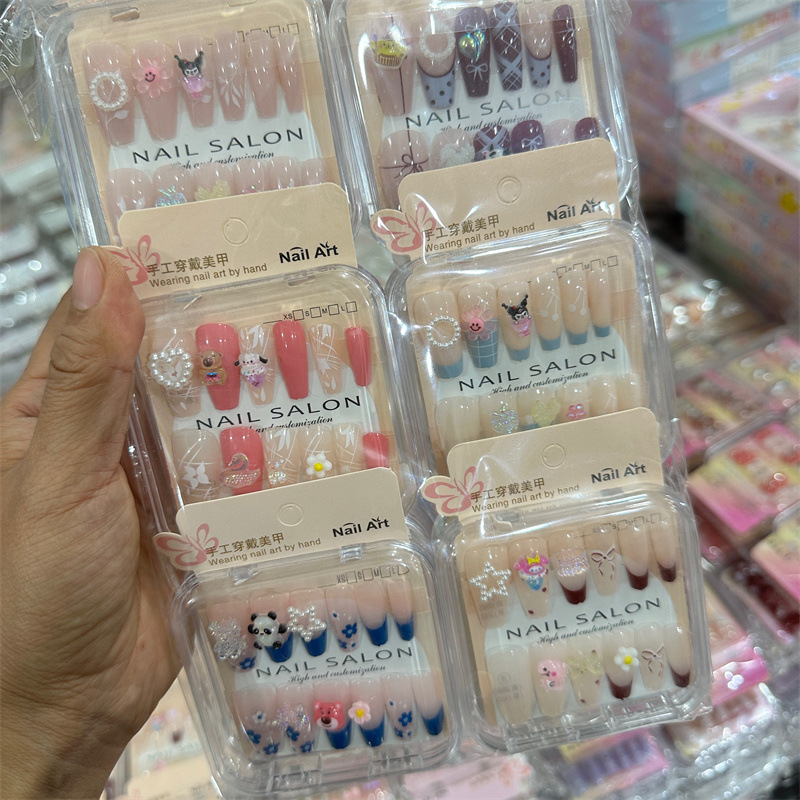 NAIL SALON
High and customization
NAIL SALON
High and customization
手工穿戴美甲
Wearing nail art by hand
Nail Art
手工穿戴美甲
Wearing nail art by hand
Nail Art
XS S M L
NAIL SALON
High and customization
S M L
NAIL SALON
High and customization
手工穿戴美甲
Wearing nail art by hand
Nail Art
手工穿戴美甲
Wearing nail art by hand
Nail Art
XS S M L
NAIL SALON
High and customization
NAIL SALON
High and customization